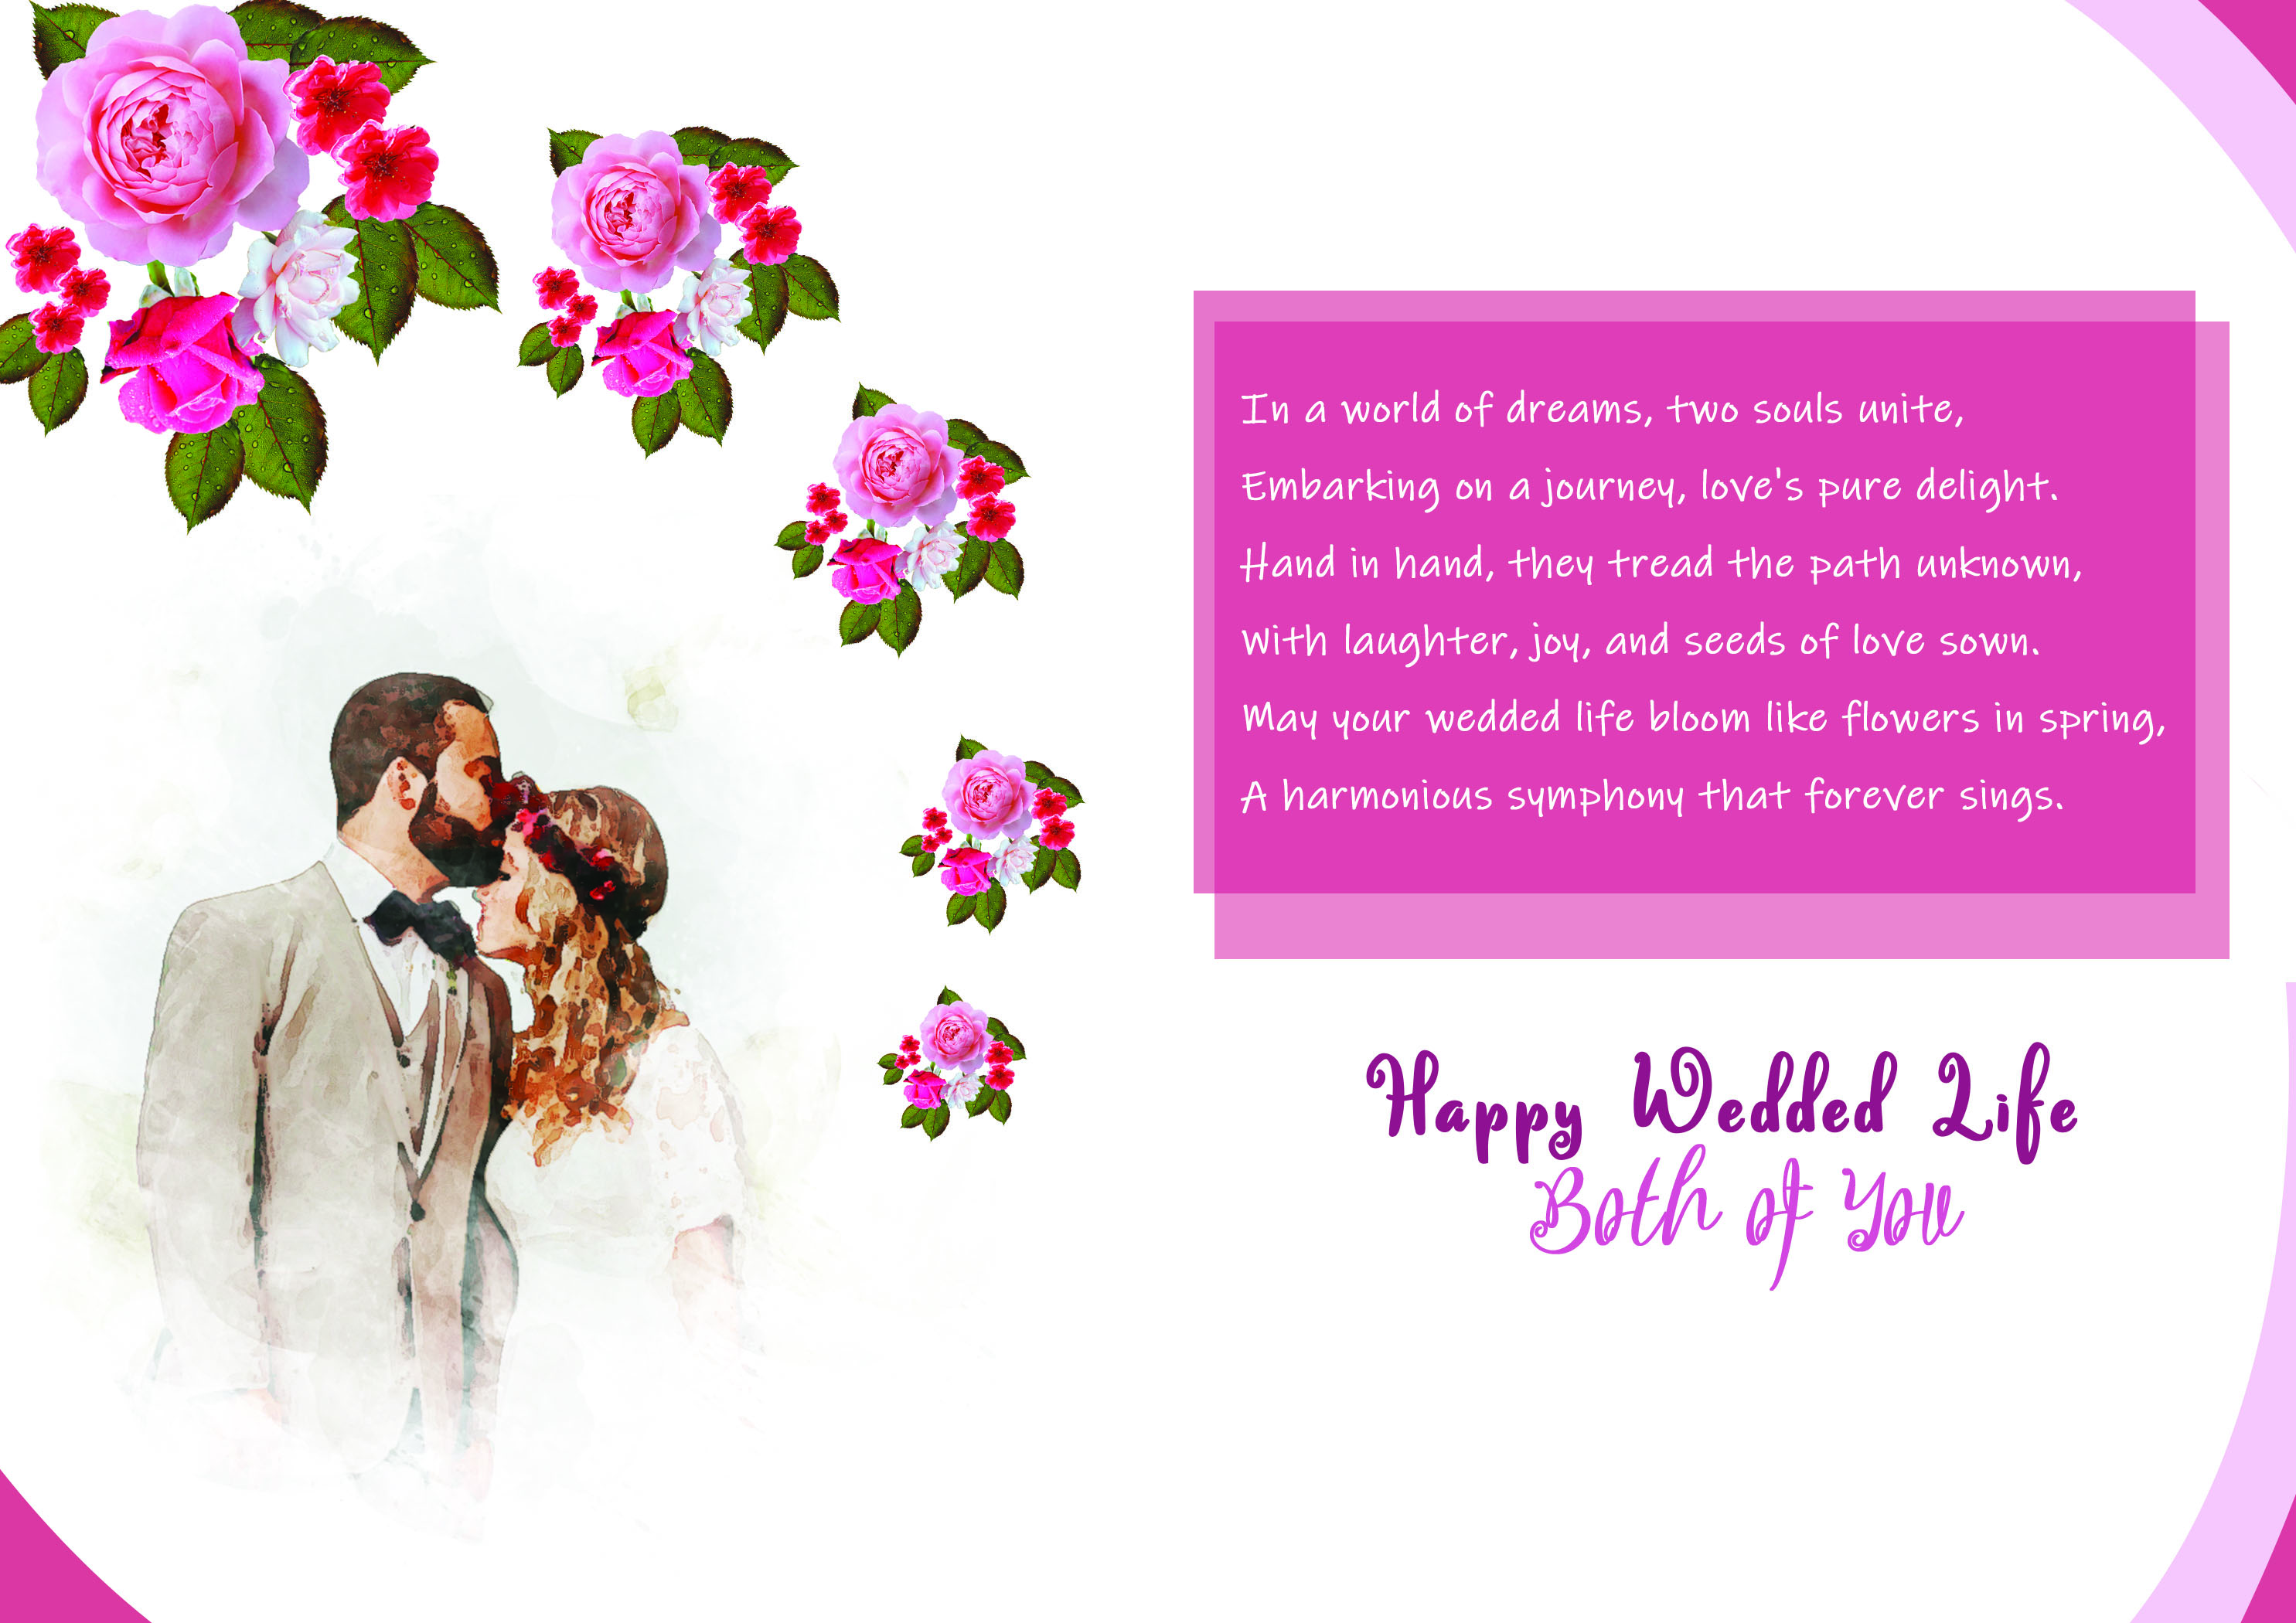 In a world of dreams, two souls unite,
Embarking on a journey, love's pure delight.
Hand in hand, they tread the path unknown,
With laughter, joy, and seeds of love sown.
May your wedded life bloom like flowers in spring,
A harmonious symphony that forever sings.
Happy Wedded Life
Both of You